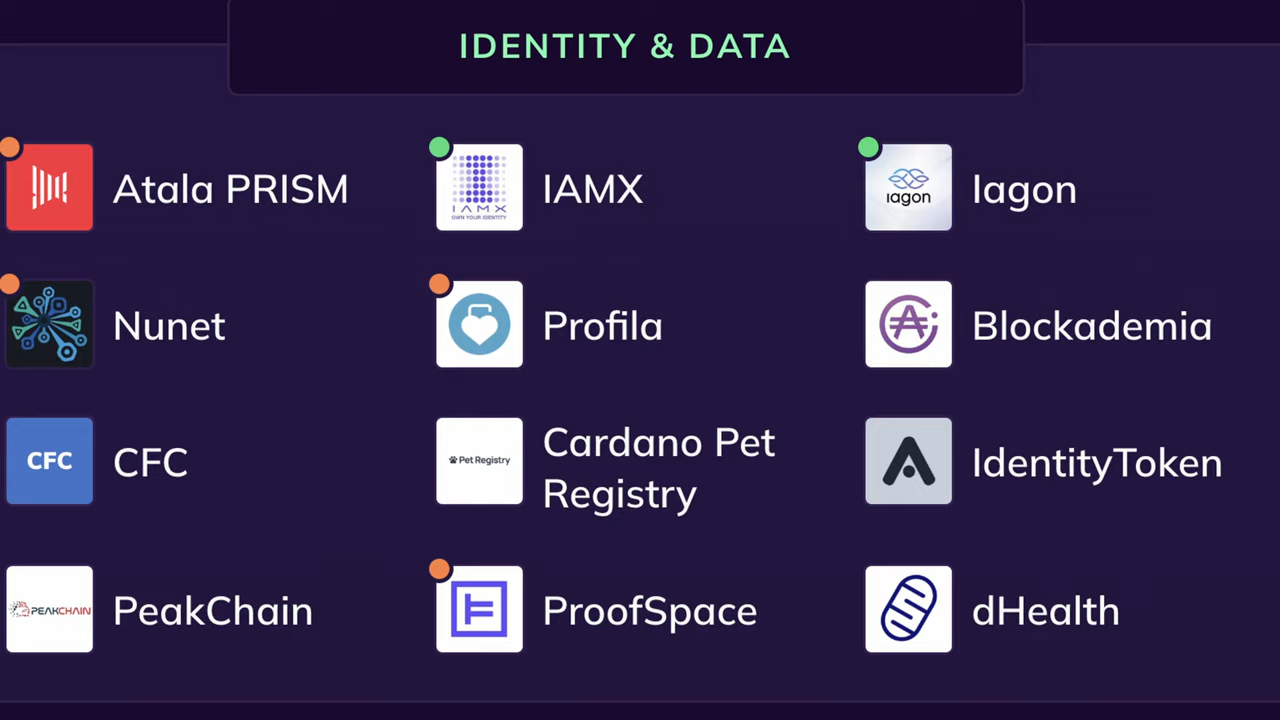 IDENTITY & DATA
Atala PRISM
IAMX
OWN YOUR IDENTITY
IAMX
iagon
Iagon
Nunet
Profila
Blockademia
CFC
CFC
Pet Registry
Cardano Pet
Registry
IdentityToken
PEAKCHAIN
PeakChain
ProofSpace
dHealth